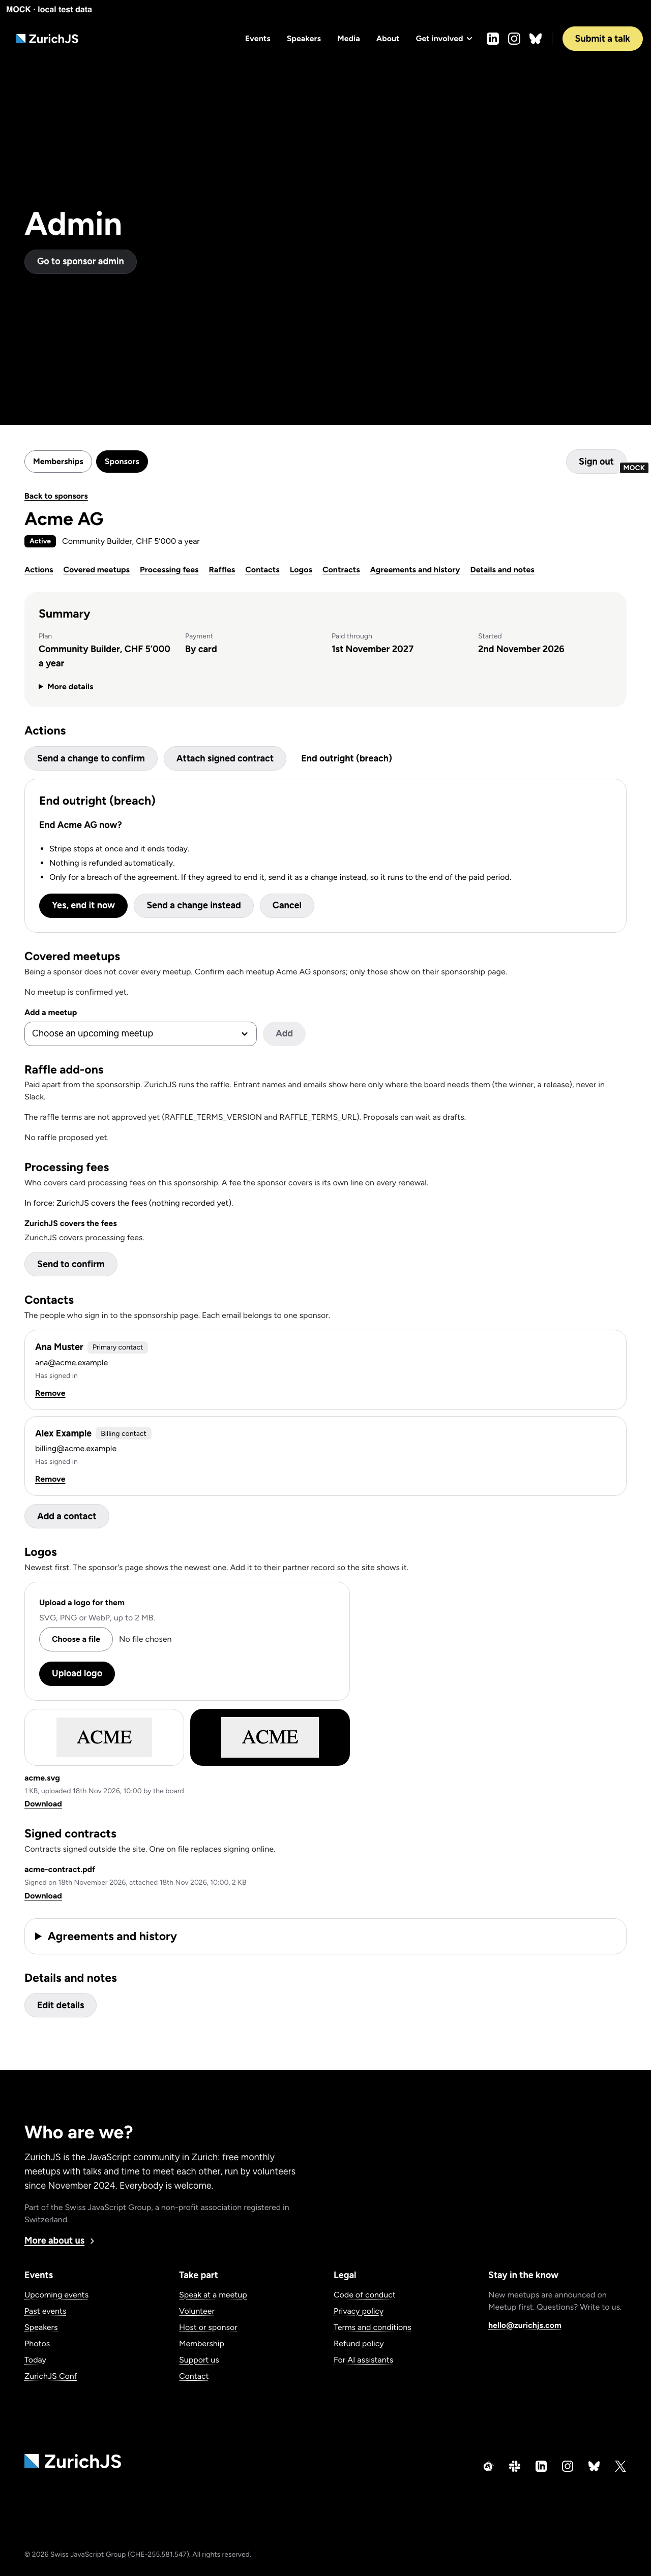 MOCK · local test data
ZurichJS
Events
Speakers
Media
About
Get involved
Submit a talk
Admin
Go to sponsor admin
Memberships
Sponsors
Sign out
MOCK
Back to sponsors
Acme AG
Active
Community Builder, CHF 5'000 a year
Actions
Covered meetups
Processing fees
Raffles
Contacts
Logos
Contracts
Agreements and history
Details and notes
Summary
Plan
Community Builder, CHF 5'000
a year
Payment
By card
Paid through
1st November 2027
Started
2nd November 2026
More details
Actions
Send a change to confirm
Attach signed contract
End outright (breach)
End outright (breach)
End Acme AG now?
• Stripe stops at once and it ends today.
• Nothing is refunded automatically.
• Only for a breach of the agreement. If they agreed to end it, send it as a change instead, so it runs to the end of the paid period.
Yes, end it now
Send a change instead
Cancel
Covered meetups
Being a sponsor does not cover every meetup. Confirm each meetup Acme AG sponsors; only those show on their sponsorship page.
No meetup is confirmed yet.
Add a meetup
Choose an upcoming meetup
Add
Raffle add-ons
Paid apart from the sponsorship. ZurichJS runs the raffle. Entrant names and emails show here only where the board needs them (the winner, a release), never in
Slack.
The raffle terms are not approved yet (RAFFLE_TERMS_VERSION and RAFFLE_TERMS_URL). Proposals can wait as drafts.
No raffle proposed yet.
Processing fees
Who covers card processing fees on this sponsorship. A fee the sponsor covers is its own line on every renewal.
In force: ZurichJS covers the fees (nothing recorded yet).
ZurichJS covers the fees
ZurichJS covers processing fees.
Send to confirm
Contacts
The people who sign in to the sponsorship page. Each email belongs to one sponsor.
Ana Muster
Primary contact
ana@acme.example
Has signed in
Remove
Alex Example
Billing contact
billing@acme.example
Has signed in
Remove
Add a contact
Logos
Newest first. The sponsor's page shows the newest one. Add it to their partner record so the site shows it.
Upload a logo for them
SVG, PNG or WebP, up to 2 MB.
Choose a file
No file chosen
Upload logo
ACME
ACME
acme.svg
1 KB, uploaded 18th Nov 2026, 10:00 by the board
Download
Signed contracts
Contracts signed outside the site. One on file replaces signing online.
acme-contract.pdf
Signed on 18th November 2026, attached 18th Nov 2026, 10:00, 2 KB
Download
Agreements and history
Details and notes
Edit details
Who are we?
ZurichJS is the JavaScript community in Zurich: free monthly
meetups with talks and time to meet each other, run by volunteers
since November 2024. Everybody is welcome.
Part of the Swiss JavaScript Group, a non-profit association registered in
Switzerland.
More about us
Events
Upcoming events
Past events
Speakers
Photos
Today
ZurichJS Conf
Take part
Speak at a meetup
Volunteer
Host or sponsor
Membership
Support us
Contact
Legal
Code of conduct
Privacy policy
Terms and conditions
Refund policy
For AI assistants
Stay in the know
New meetups are announced on
Meetup first. Questions? Write to us.
hello@zurichjs.com
ZurichJS
© 2026 Swiss JavaScript Group (CHE-255.581.547). All rights reserved.